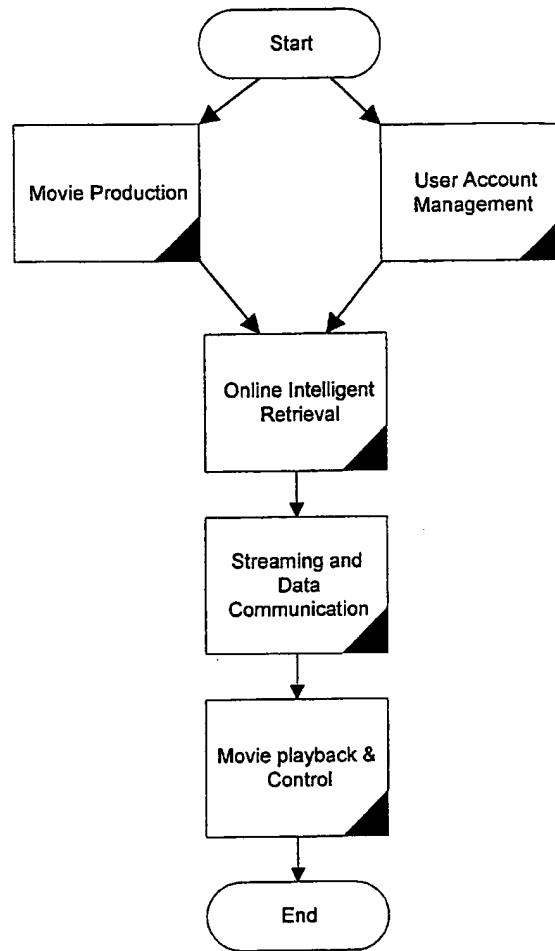 Start
Movie Production
User Account
Management
Online Intelligent
Retrieval
Streaming and
Data
Communication
Movie playback &
Control
End